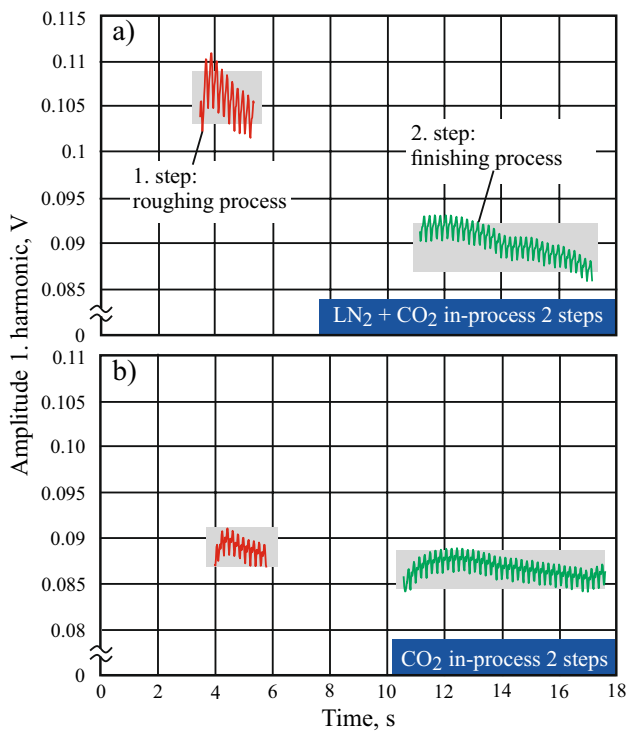 Amplitude 1. harmonic, V
0.115
a)
0.11
0.105
0.1
0.095
0.09
0.085
0
1. step:
roughing process
2. step:
finishing process
LN₂ + CO₂ in-process 2 steps
0.11
b)
0.105
0.1
0.095
0.09
0.085
0.08
0
CO₂ in-process 2 steps
0 2 4 6 8 10 12 14 16 18
Time, s